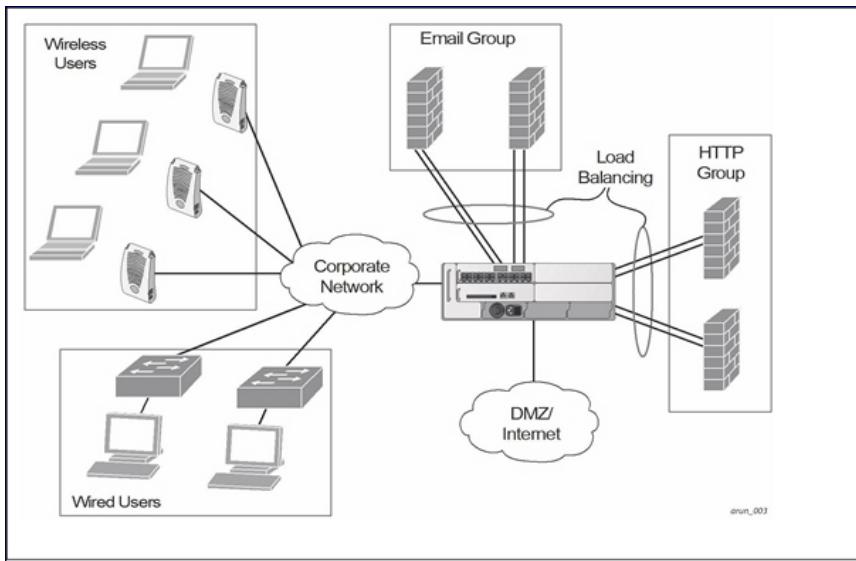 Wireless
Users
Email Group
Load
Balancing
HTTP
Group
Corporate
Network
DMZ/
Internet
Wired Users
arun_003